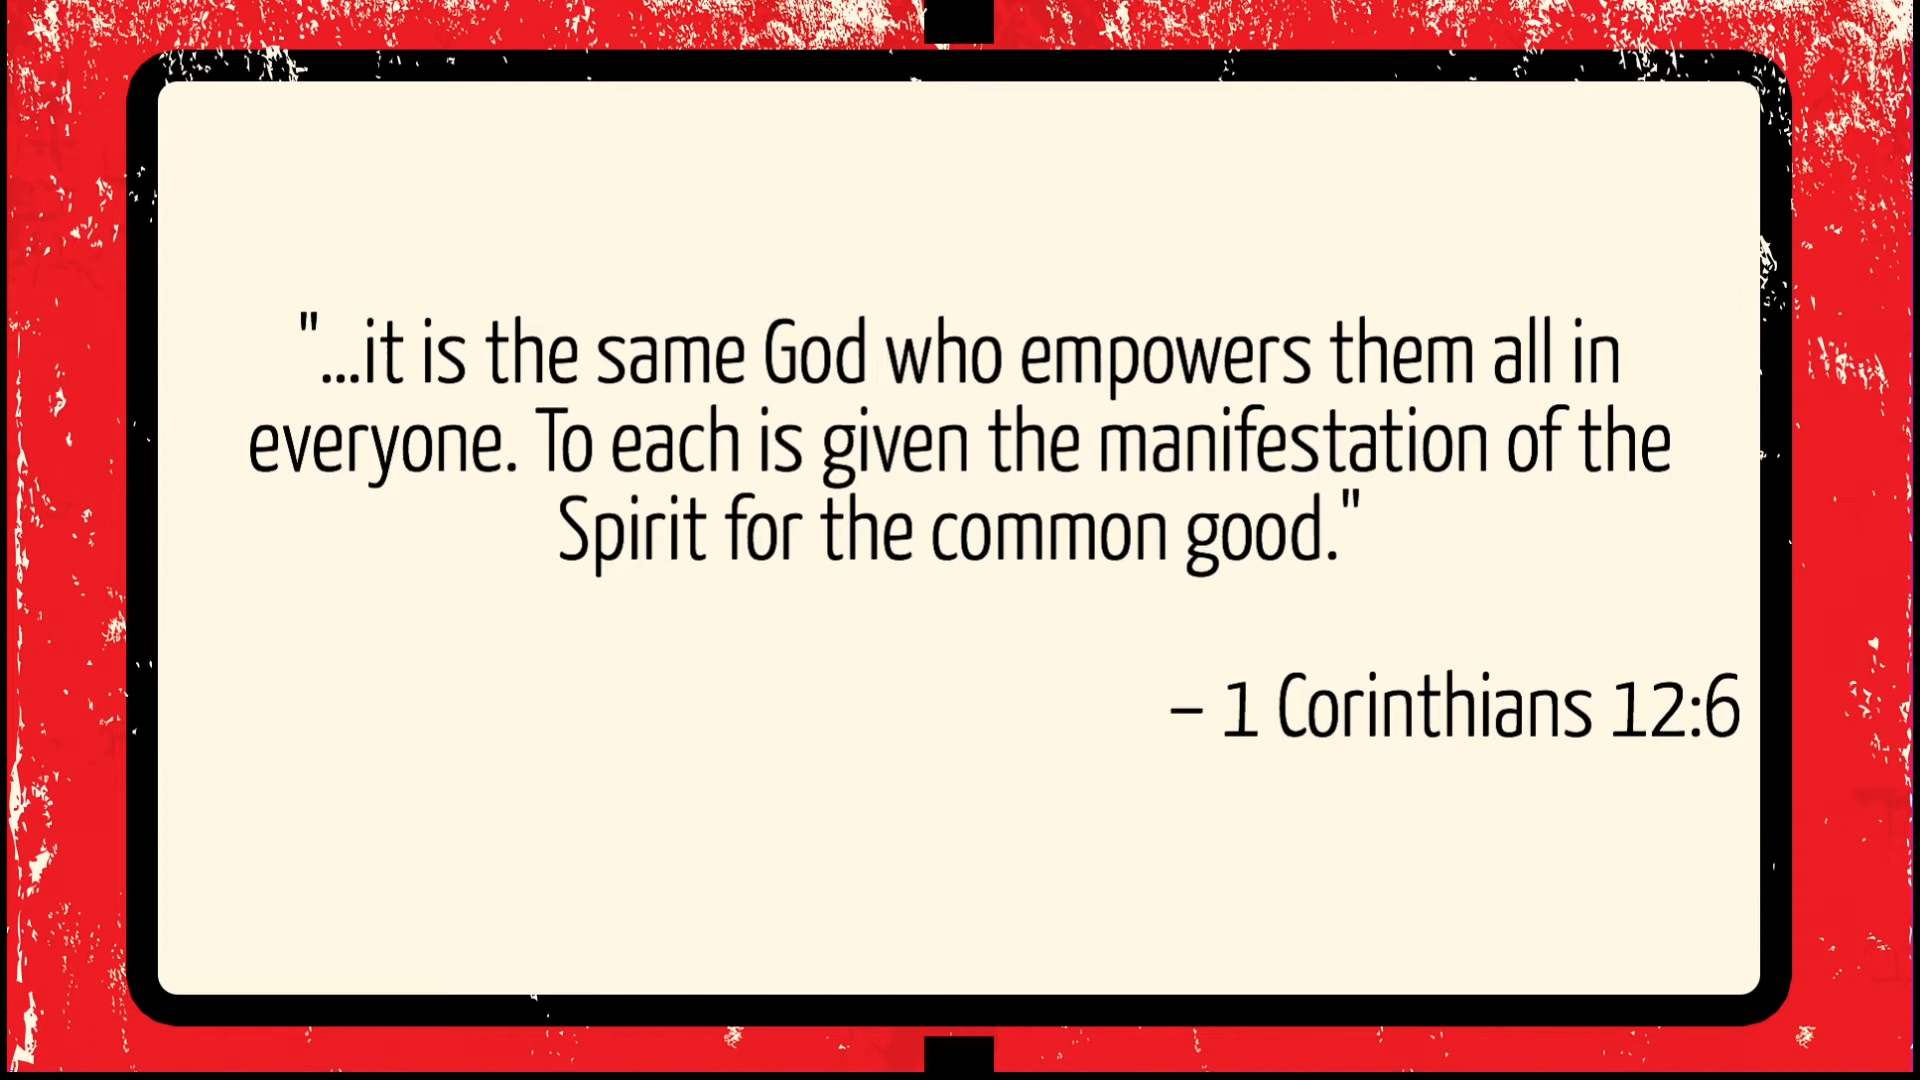 "...it is the same God who empowers them all in
everyone. To each is given the manifestation of the
Spirit for the common good."
– 1 Corinthians 12:6